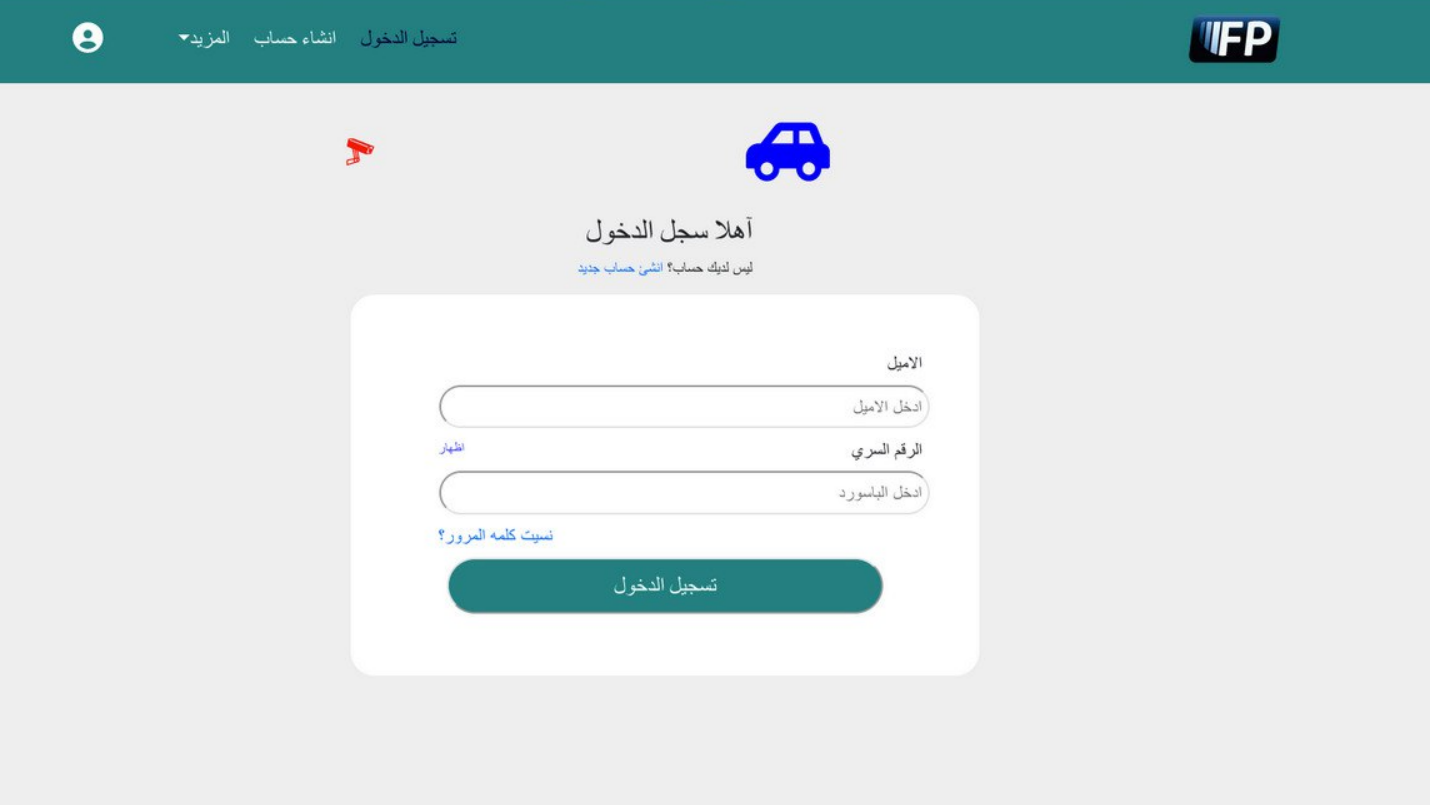 IFP
تسجيل الدخول
انشاء حساب
المزيد
آهلا سجل الدخول
ليس لديك حساب؟ انشئ حساب جديد
الاميل
ادخل الاميل
الرقم السري
اظهار
ادخل الباسورد
نسيت كلمه المرور؟
تسجيل الدخول